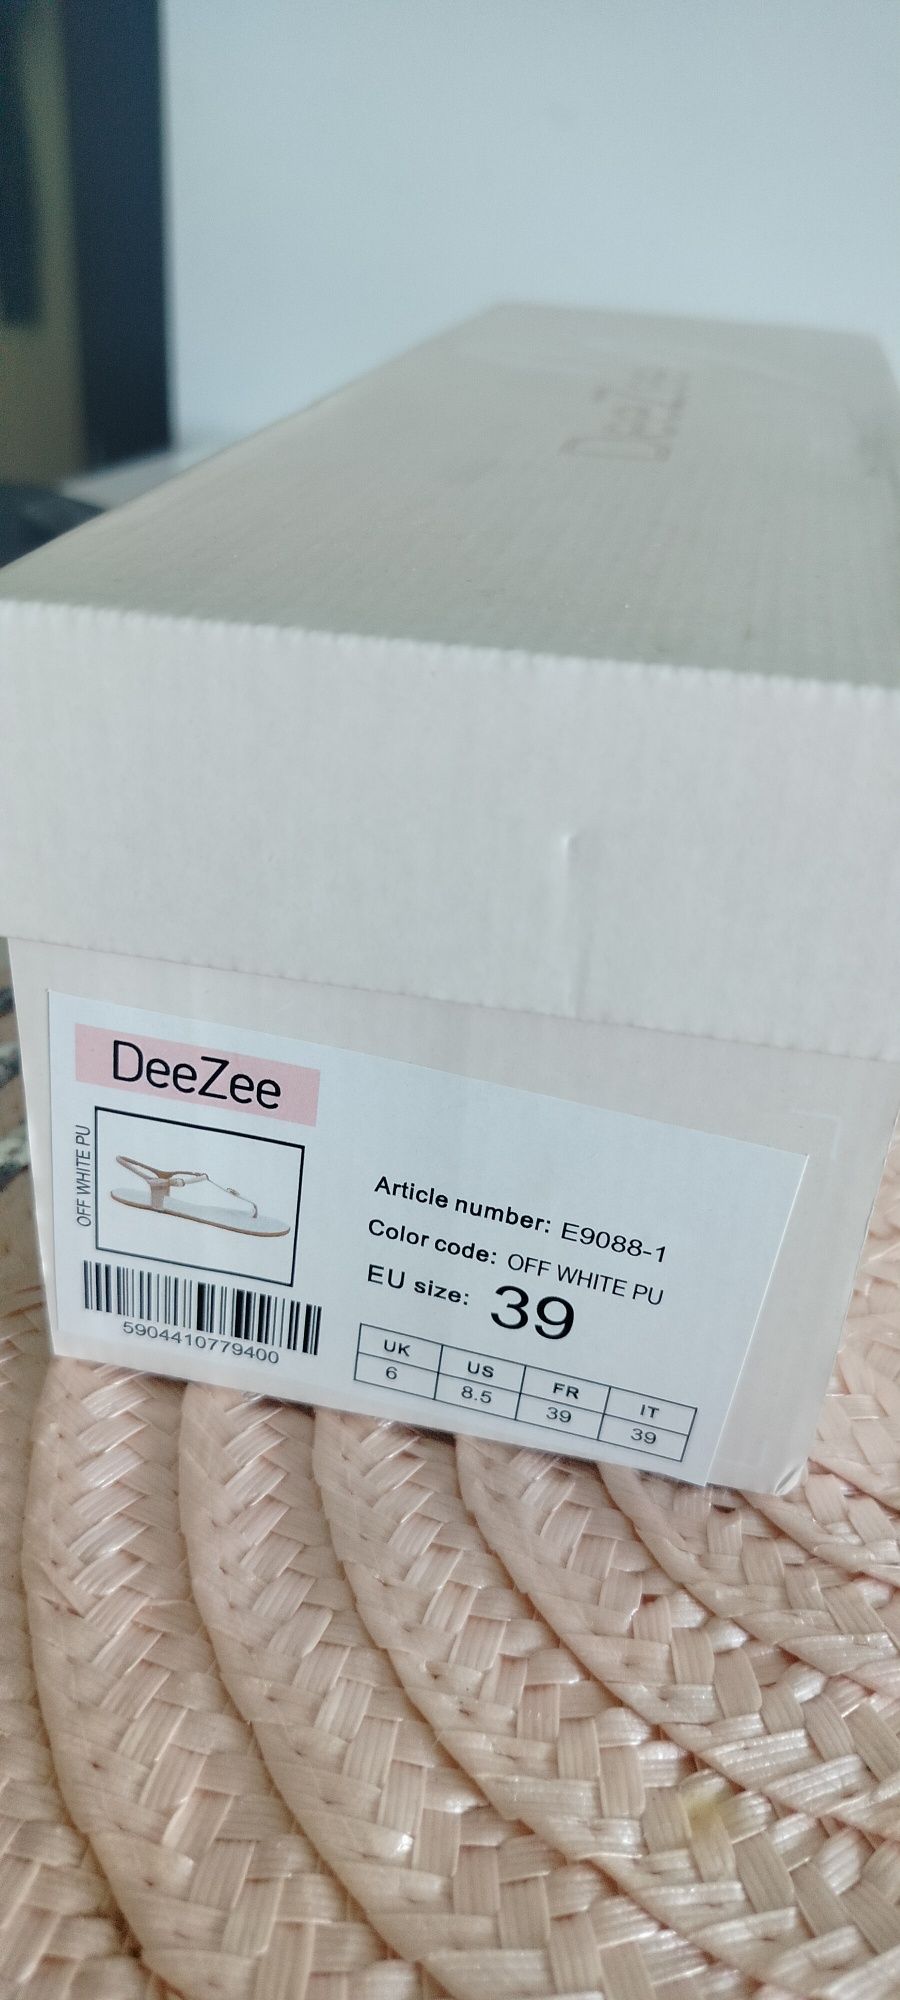 DeeZee
DeeZee
OFF WHITE PU
5904410779400
Article number: E9088-1
Color code: OFF WHITE PU
EU size: 39
UK US FR IT
6 8.5 39 39